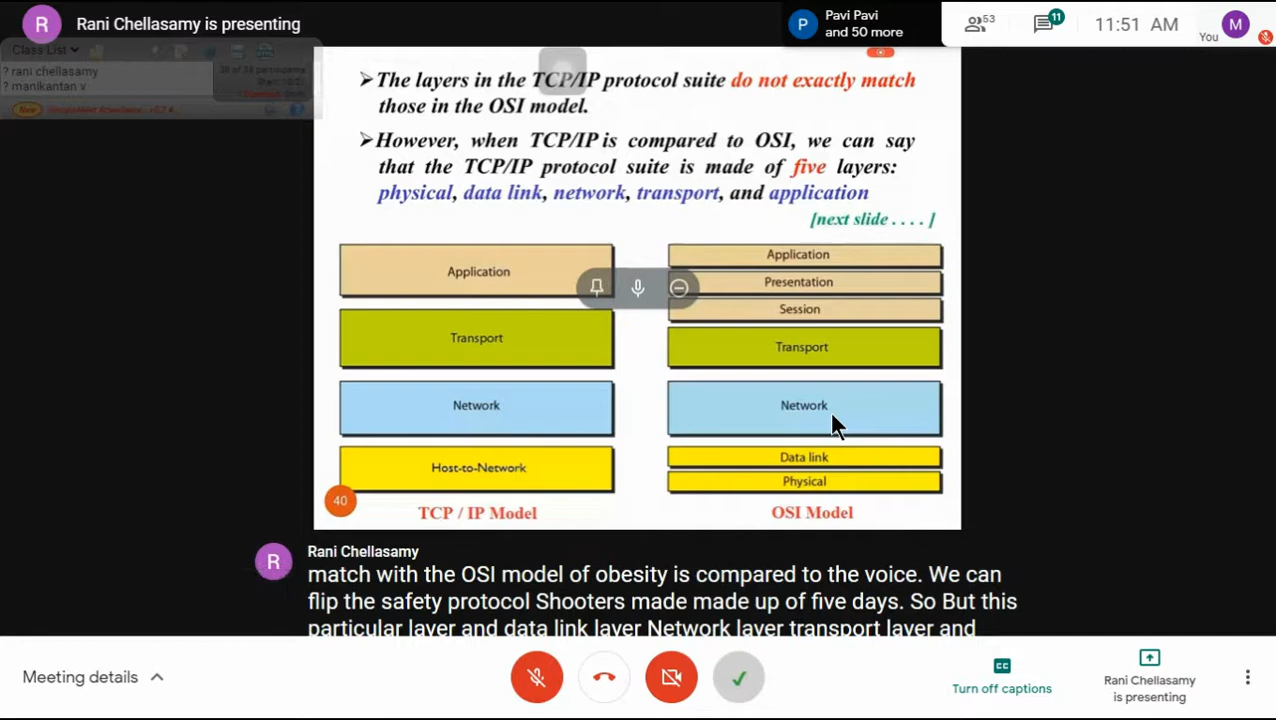 R Rani Chellasamy is presenting
P Pavi Pavi
and 50 more
53
11
11:51 AM
You
M
Class List
? rani chellasamy
? manikantan v
➢The layers in the TCP/IP protocol suite do not exactly match
those in the OSI model.
➢However, when TCP/IP is compared to OSI, we can say
that the TCP/IP protocol suite is made of five layers:
physical, data link, network, transport, and application
[next slide . . . . ]
Application
Transport
Network
Host-to-Network
40
TCP / IP Model
Application
Presentation
Session
Transport
Network
Data link
Physical
OSI Model
R
Rani Chellasamy
match with the OSI model of obesity is compared to the voice. We can
flip the safety protocol Shooters made made up of five days. So But this
particular layer and data link layer Network layer transport layer and
Meeting details
Turn off captions
Rani Chellasamy
is presenting